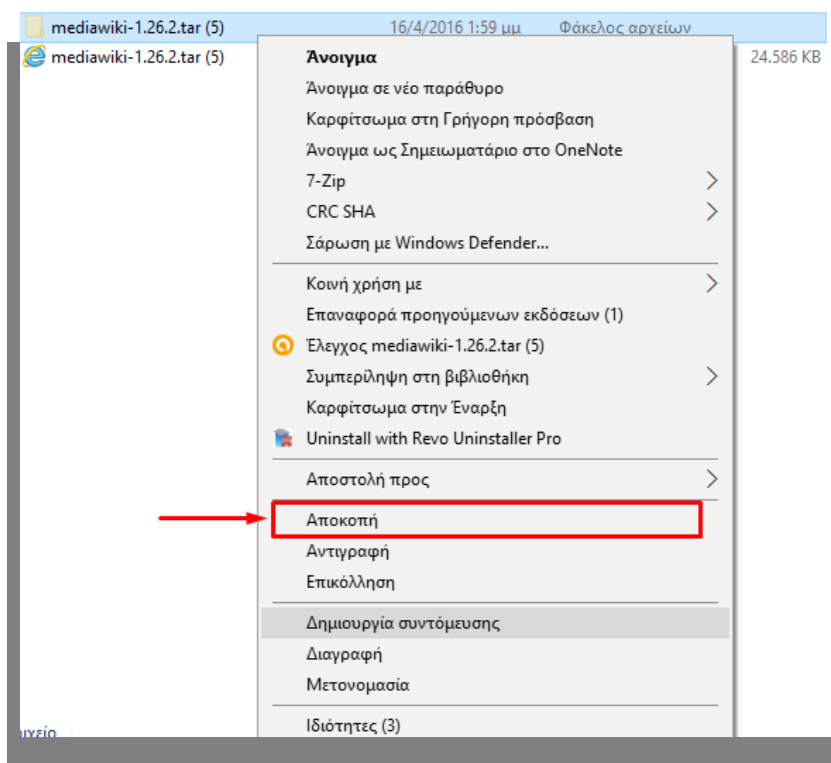 mediawiki-1.26.2.tar (5) 16/4/2016 1:59 μμ Φάκελος αρχείων
mediawiki-1.26.2.tar (5) 24.586 KB
Άνοιγμα
Άνοιγμα σε νέο παράθυρο
Καρφίτσωμα στη Γρήγορη πρόσβαση
Άνοιγμα ως Σημειωματάριο στο OneNote
7-Zip
CRC SHA
Σάρωση με Windows Defender...
Κοινή χρήση με
Επαναφορά προηγούμενων εκδόσεων (1)
Έλεγχος mediawiki-1.26.2.tar (5)
Συμπερίληψη στη βιβλιοθήκη
Καρφίτσωμα στην Έναρξη
Uninstall with Revo Uninstaller Pro
Αποστολή προς
Αποκοπή
Αντιγραφή
Επικόλληση
Δημιουργία συντόμευσης
Διαγραφή
Μετονομασία
Ιδιότητες (3)